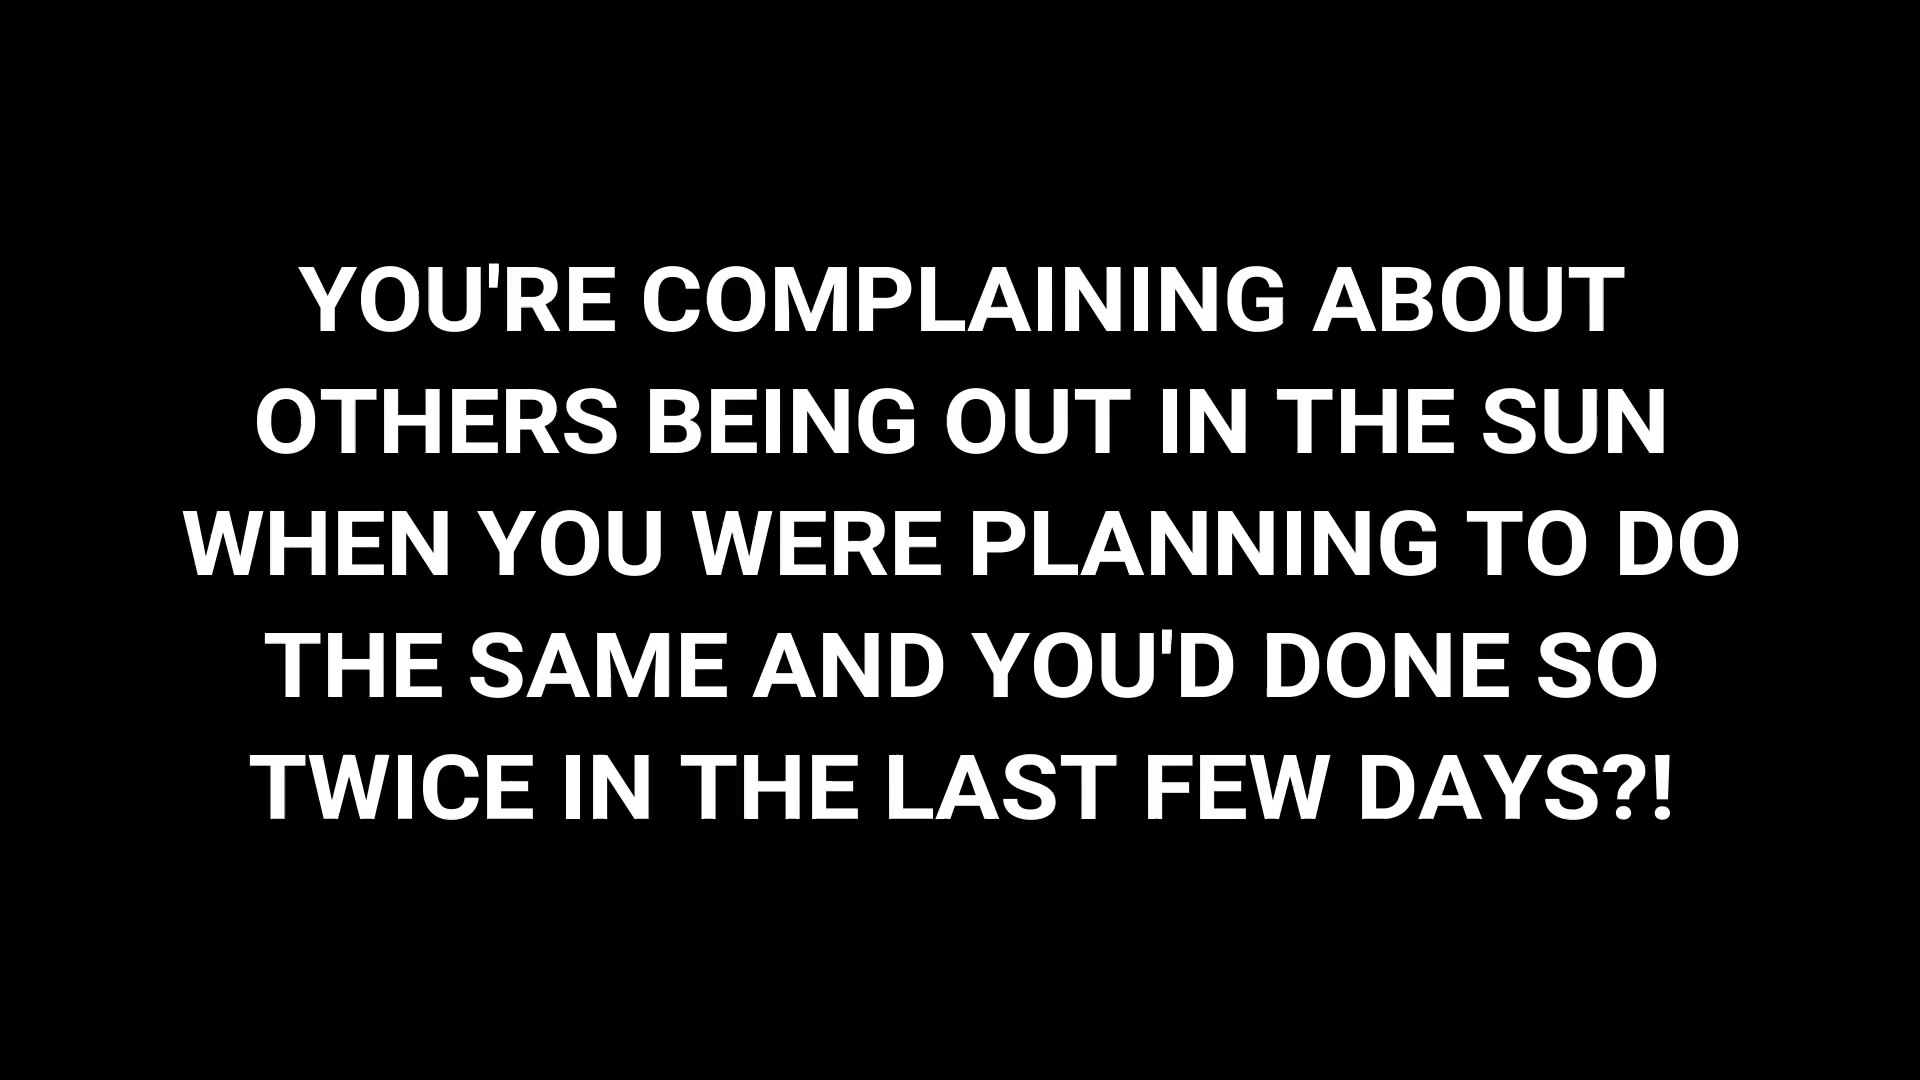 YOU'RE COMPLAINING ABOUT
OTHERS BEING OUT IN THE SUN
WHEN YOU WERE PLANNING TO DO
THE SAME AND YOU'D DONE SO
TWICE IN THE LAST FEW DAYS?!